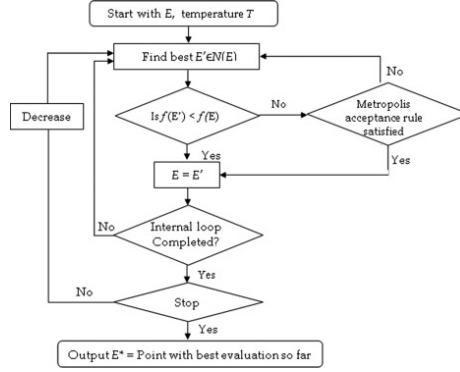 Start with E, temperature T
Find best E'∈N(E)
No
Decrease
Is f(E') < f(E)
No
Metropolis
acceptance rule
satisfied
Yes
Yes
E = E'
Internal loop
Completed?
No
Yes
No
Stop
Yes
Output E* = Point with best evaluation so far